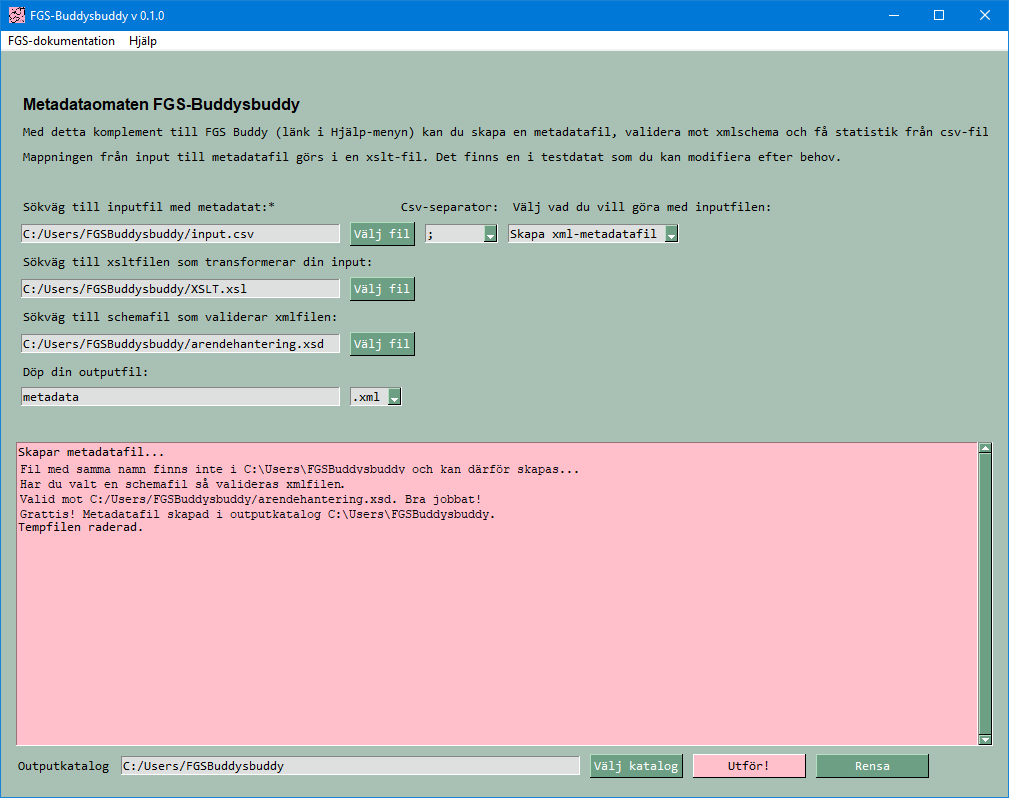 FGS-Buddysbuddy v 0.1.0
FGS-dokumentation Hjälp
Metadataomaten FGS-Buddysbuddy
Med detta komplement till FGS Buddy (länk i Hjälp-menyn) kan du skapa en metadatafil, validera mot xmlschema och få statistik från csv-fil
Mappningen från input till metadatafil görs i en xslt-fil. Det finns en i testdatat som du kan modifiera efter behov.
Sökväg till inputfil med metadatat:* Csv-separator: Välj vad du vill göra med inputfilen:
C:/Users/FGSBuddysbuddy/input.csv Välj fil ; Skapa xml-metadatafil
Sökväg till xsltfilen som transformerar din input:
C:/Users/FGSBuddysbuddy/XSLT.xsl Välj fil
Sökväg till schemafil som validerar xmlfilen:
C:/Users/FGSBuddysbuddy/arendehantering.xsd Välj fil
Döp din outputfil:
metadata .xml
Skapar metadatafil...
Fil med samma namn finns inte i C:\Users\FGSBuddysbuddy och kan därför skapas...
Har du valt en schemafil så valideras xmlfilen.
Valid mot C:/Users/FGSBuddysbuddy/arendehantering.xsd. Bra jobbat!
Grattis! Metadatafil skapad i outputkatalog C:\Users\FGSBuddysbuddy.
Tempfilen raderad.
Outputkatalog C:/Users/FGSBuddysbuddy Välj katalog Utför! Rensa